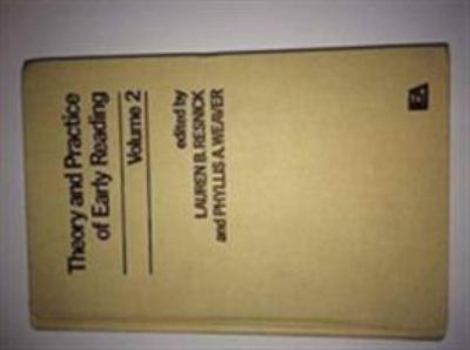 Theory and Practice
of Early Reading
Volume 2
edited by
LAUREN B. RESNICK
and PHYLLIS A. WEAVER